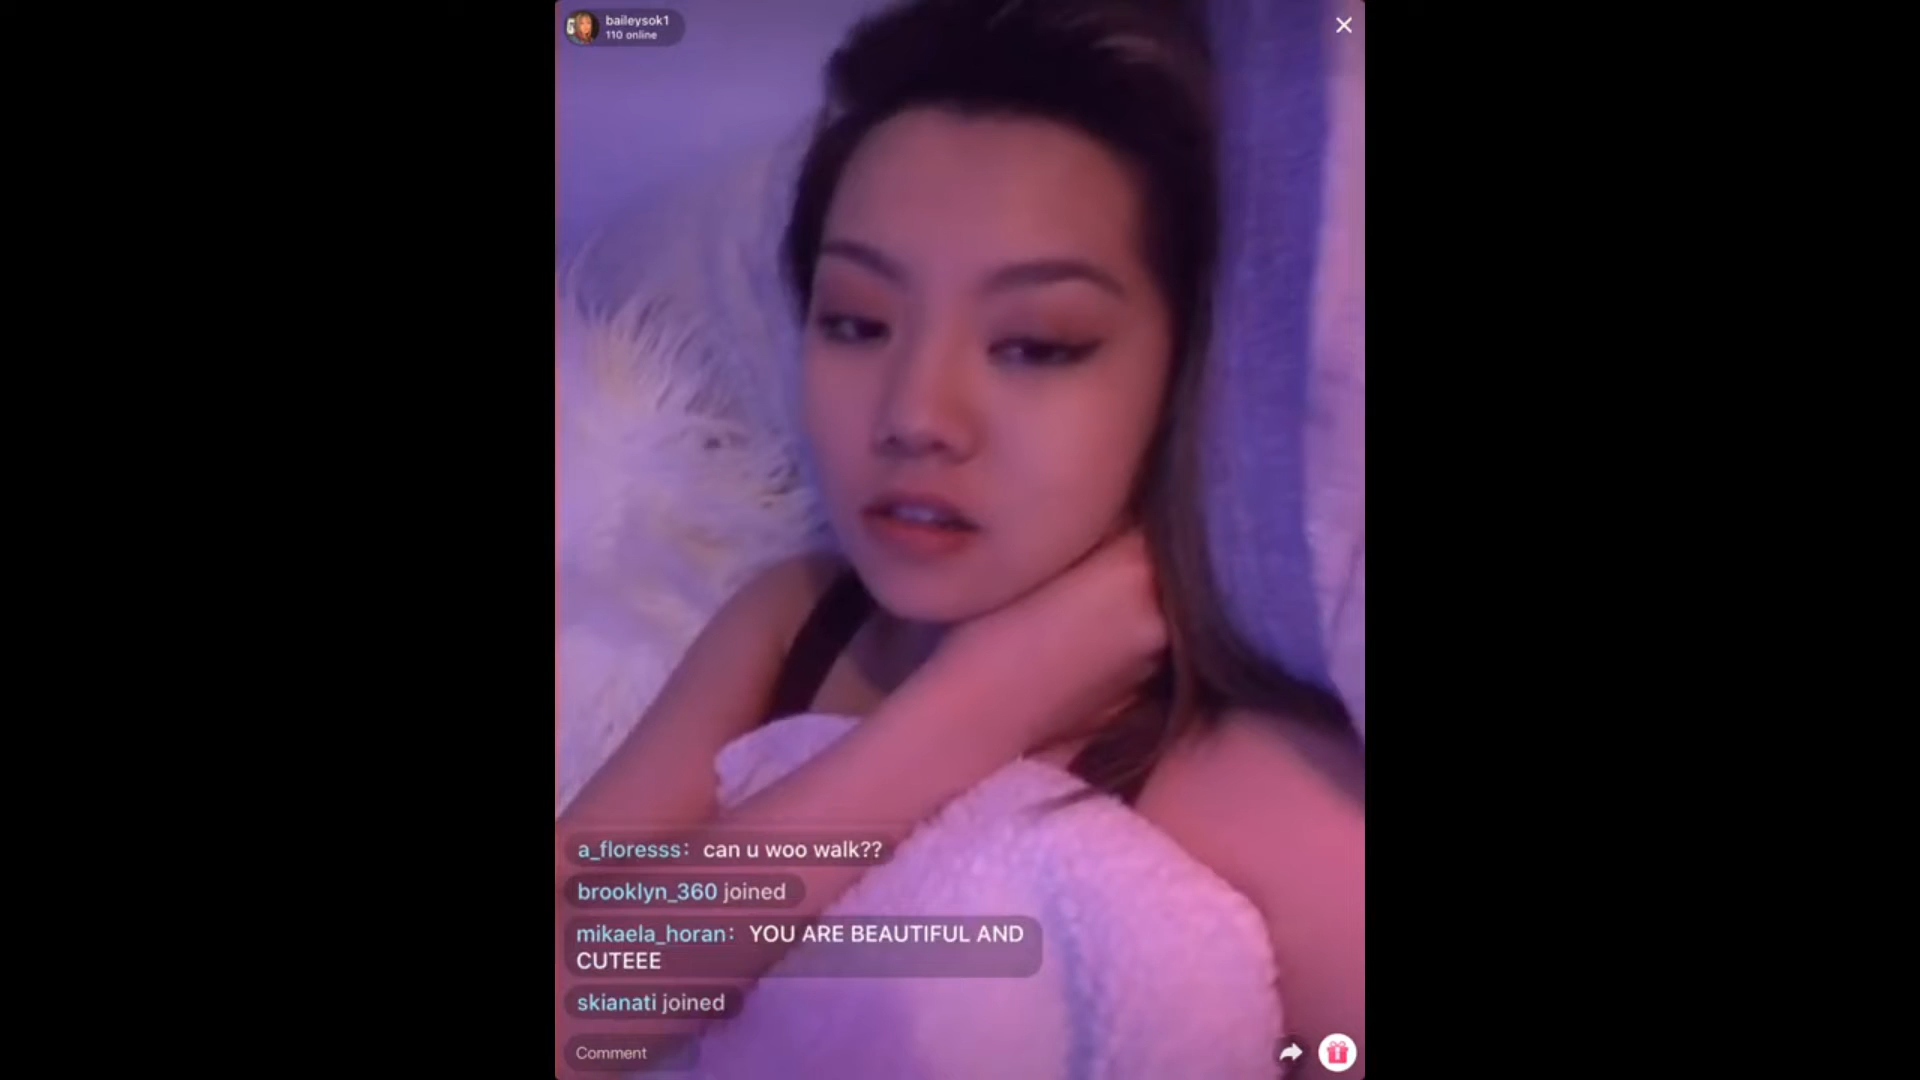 baileysok1
110 online
a_floresss: can u woo walk??
brooklyn_360 joined
mikaela_horan: YOU ARE BEAUTIFUL AND
CUTEEE
skianati joined
Comment